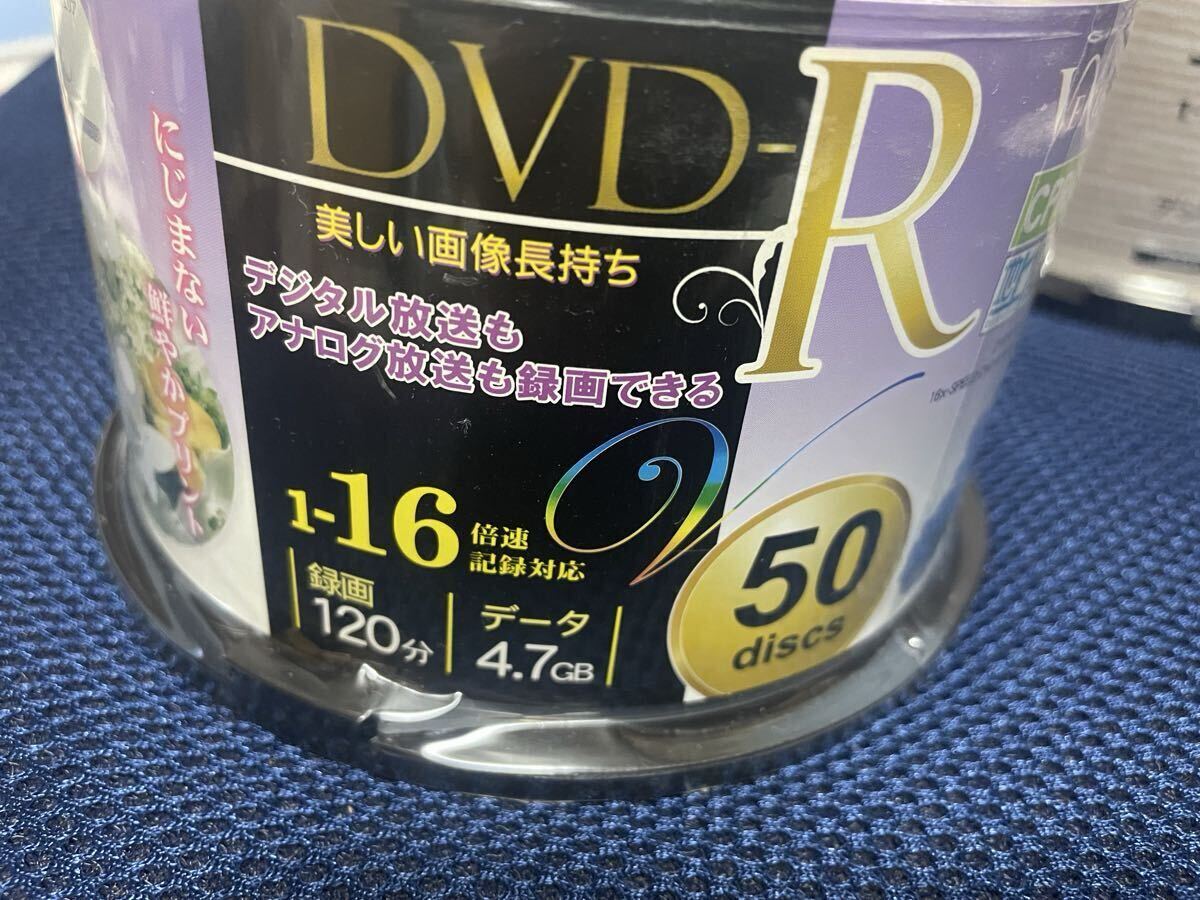 DVD-R
美しい画像長持ち
デジタル放送も
アナログ放送も録画できる
1-16倍速
記録対応
録画
120分
データ
4.7GB
50
discs
にじまない
鮮やかプリント